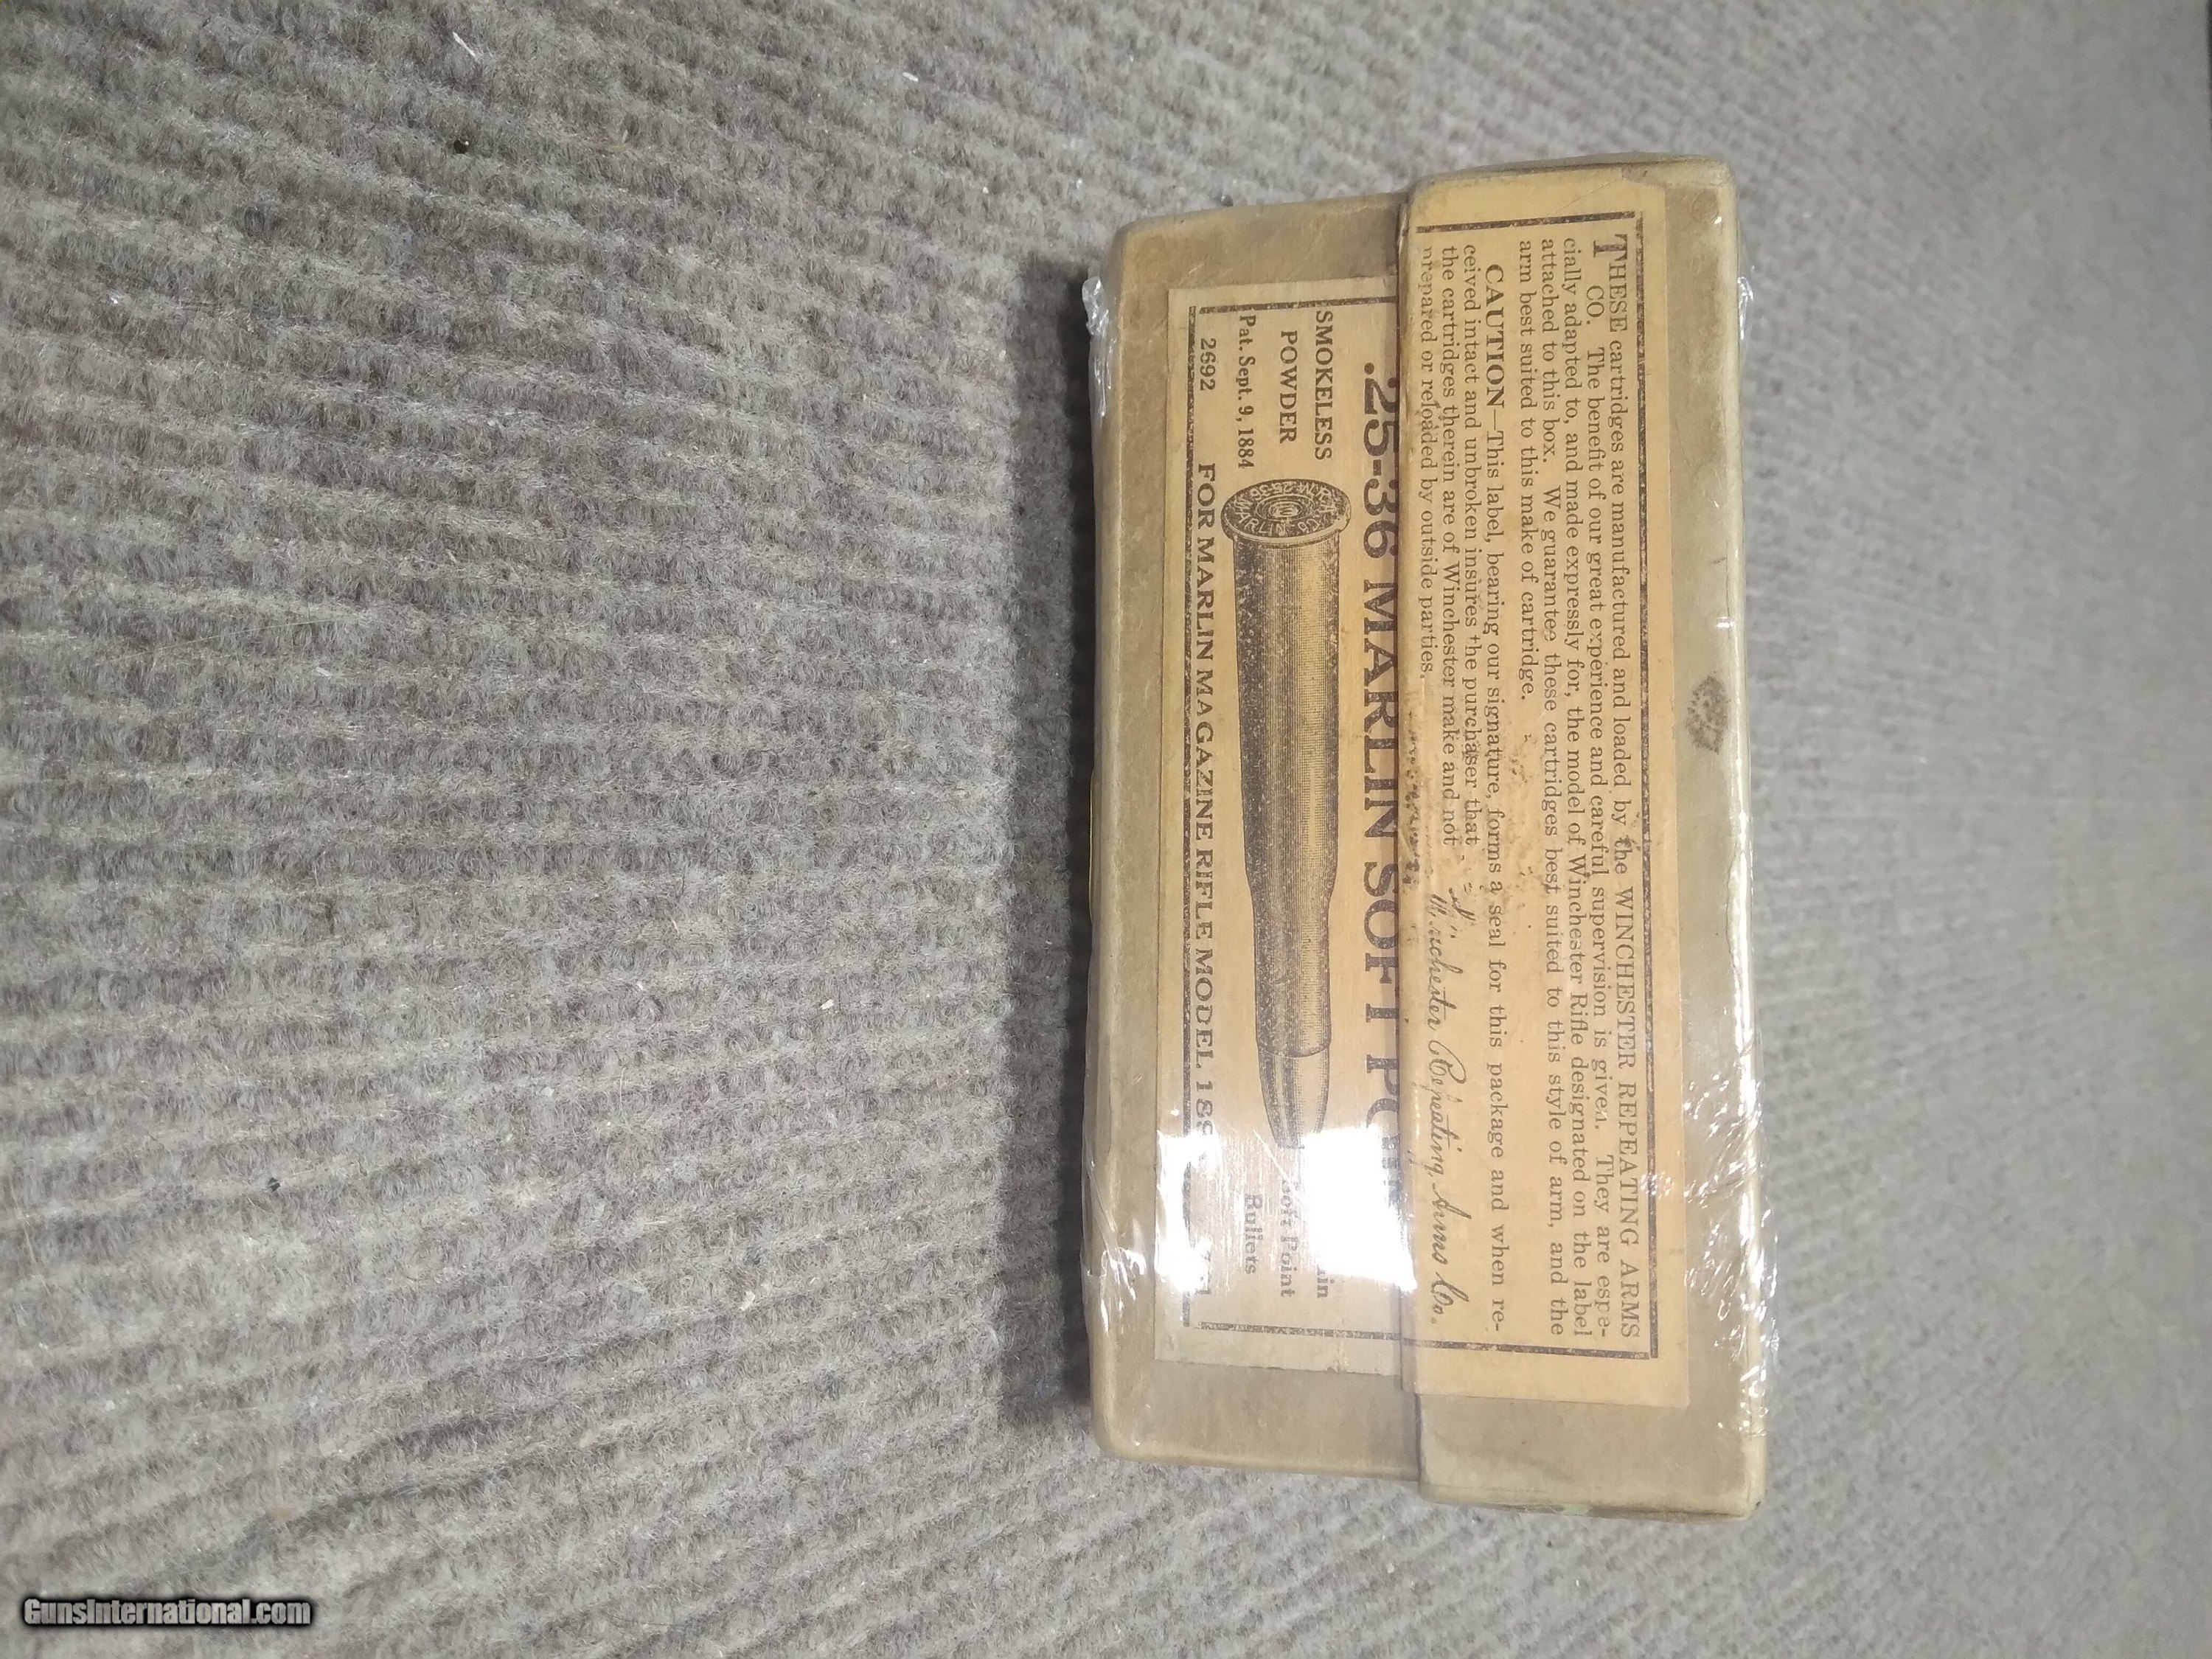 THESE cartridges are manufactured and loaded by the WINCHESTER REPEATING ARMS
CO. The benefit of our great experience and careful supervision is given. They are espe-
cially adapted to, and made expressly for, the model of Winchester Rifle designated on the label
attached to this box. We guarantee these cartridges best suited to this style of arm, and the
arm best suited to this make of cartridge.
CAUTION—This label, bearing our signature, forms a seal for this package and when re-
ceived intact and unbroken insures the purchaser that
the cartridges therein are of Winchester make and not
prepared or reloaded by outside parties.
Winchester Repeating Arms Co.
.25-36 MARLIN SOFT
SMOKELESS
POWDER
Pat. Sept. 9, 1884
Soft Point
Bullets
2692 FOR MARLIN MAGAZINE RIFLE MODEL
GunsInternational.com